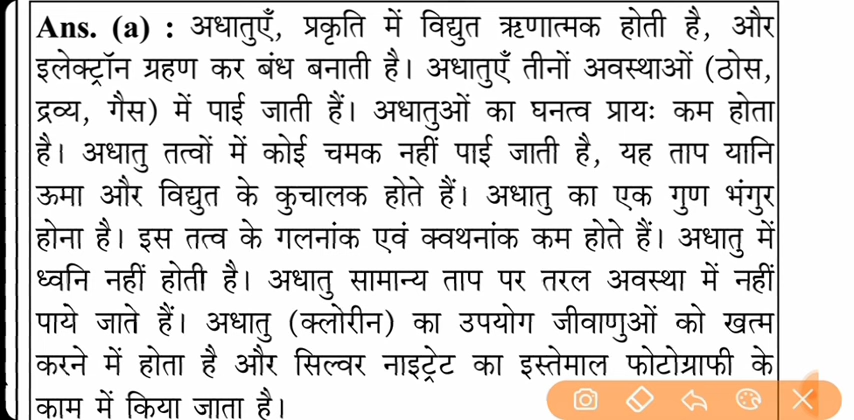 Ans. (a) : अधातुएँ, प्रकृति में विद्युत ऋणात्मक होती है, और
इलेक्ट्रॉन ग्रहण कर बंध बनाती है। अधातुएँ तीनों अवस्थाओं (ठोस,
द्रव्य, गैस) में पाई जाती हैं। अधातुओं का घनत्व प्रायः कम होता
है। अधातु तत्वों में कोई चमक नहीं पाई जाती है, यह ताप यानि
ऊमा और विद्युत के कुचालक होते हैं। अधातु का एक गुण भंगुर
होना है। इस तत्व के गलनांक एवं क्वथनांक कम होते हैं। अधातु में
ध्वनि नहीं होती है। अधातु सामान्य ताप पर तरल अवस्था में नहीं
पाये जाते हैं। अधातु (क्लोरीन) का उपयोग जीवाणुओं को खत्म
करने में होता है और सिल्वर नाइट्रेट का इस्तेमाल फोटोग्राफी के
काम में किया जाता है।